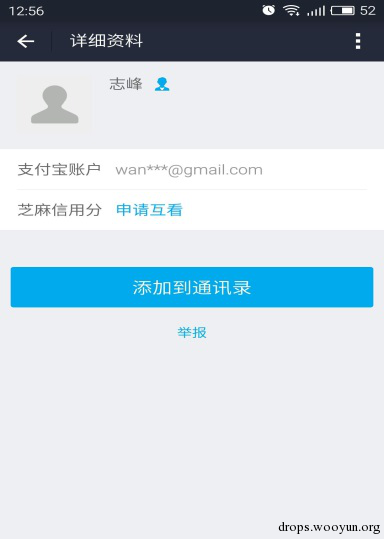 12:56 52
详细资料
志峰
支付宝账户 wan***@gmail.com
芝麻信用分 申请互看
添加到通讯录
举报
drops.wooyun.org